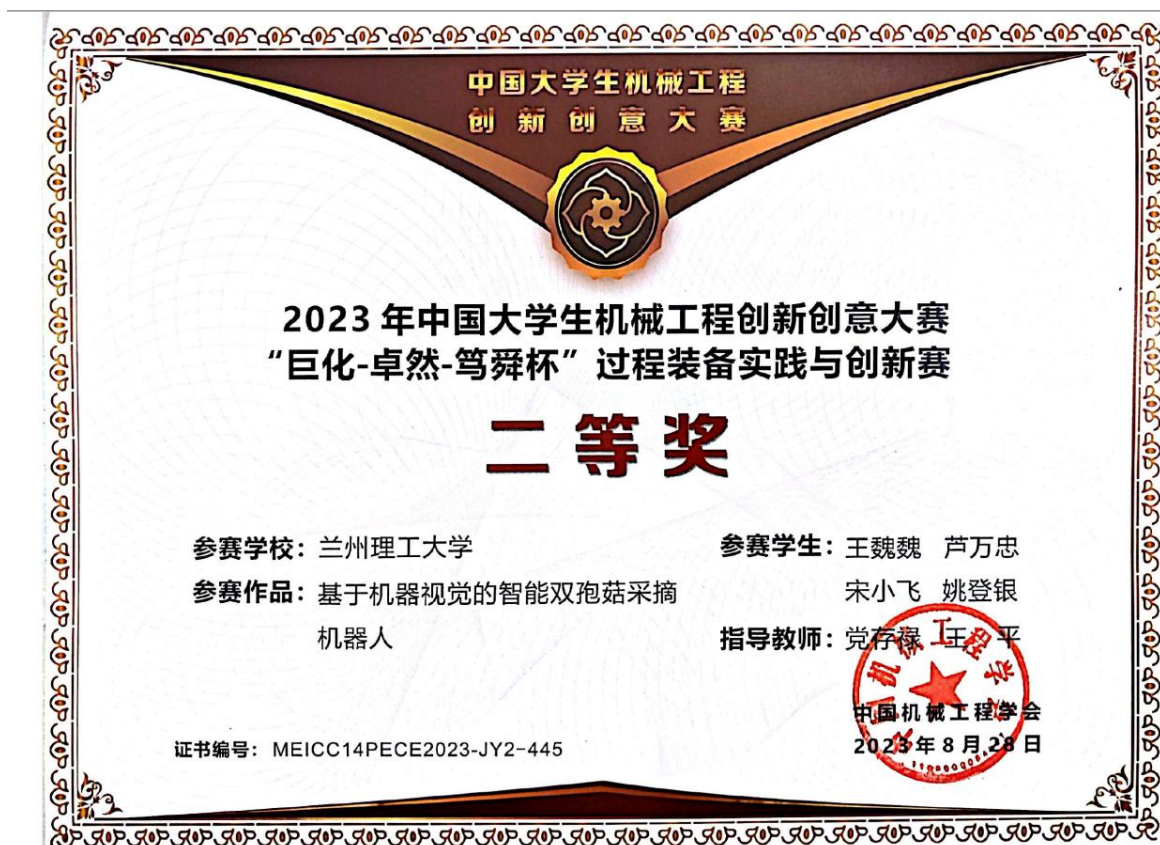 中国大学生机械工程
创新创意大赛
2023年中国大学生机械工程创新创意大赛
“巨化-卓然-笃舜杯”过程装备实践与创新赛
二等奖
参赛学校：兰州理工大学
参赛作品：基于机器视觉的智能双孢菇采摘
机器人
参赛学生：王魏魏 芦万忠
宋小飞 姚登银
指导教师：党存禄 王平
中国机械工程学会
2023年8月28日
证书编号：MEICC14PECE2023-JY2-445